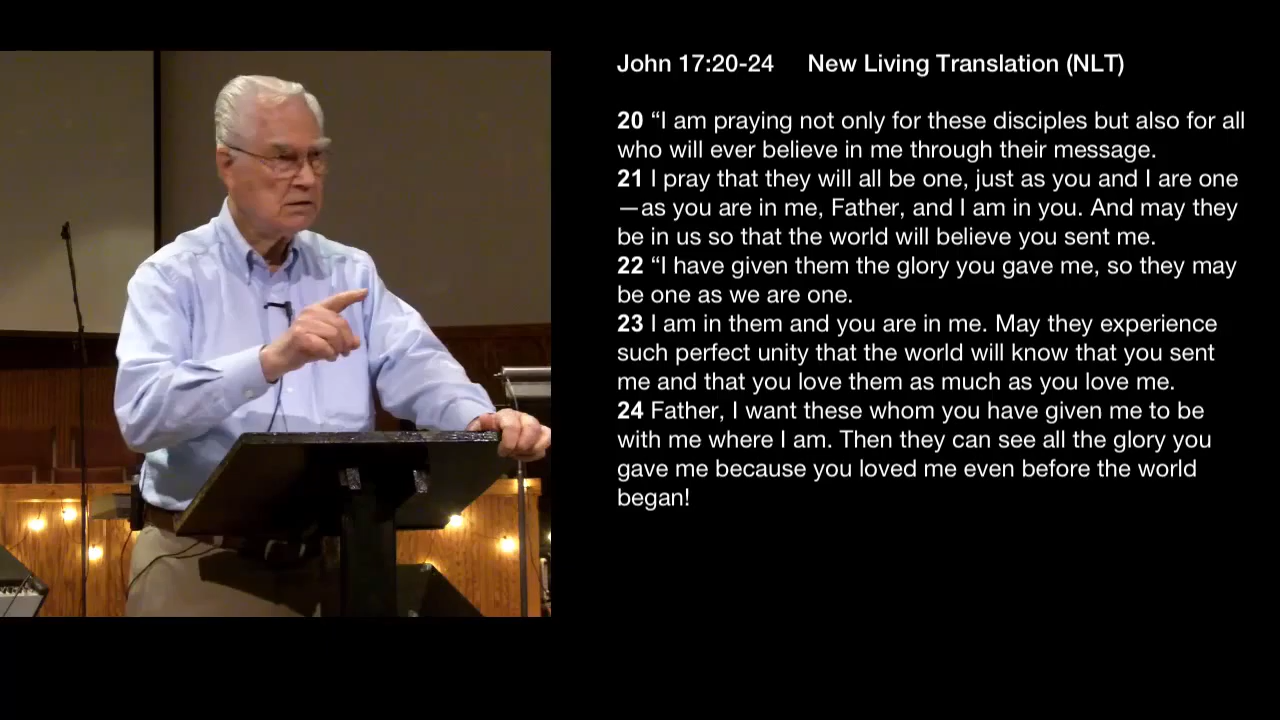 John 17:20-24 New Living Translation (NLT)
20 “I am praying not only for these disciples but also for all
who will ever believe in me through their message.
21 I pray that they will all be one, just as you and I are one
—as you are in me, Father, and I am in you. And may they
be in us so that the world will believe you sent me.
22 “I have given them the glory you gave me, so they may
be one as we are one.
23 I am in them and you are in me. May they experience
such perfect unity that the world will know that you sent
me and that you love them as much as you love me.
24 Father, I want these whom you have given me to be
with me where I am. Then they can see all the glory you
gave me because you loved me even before the world
began!